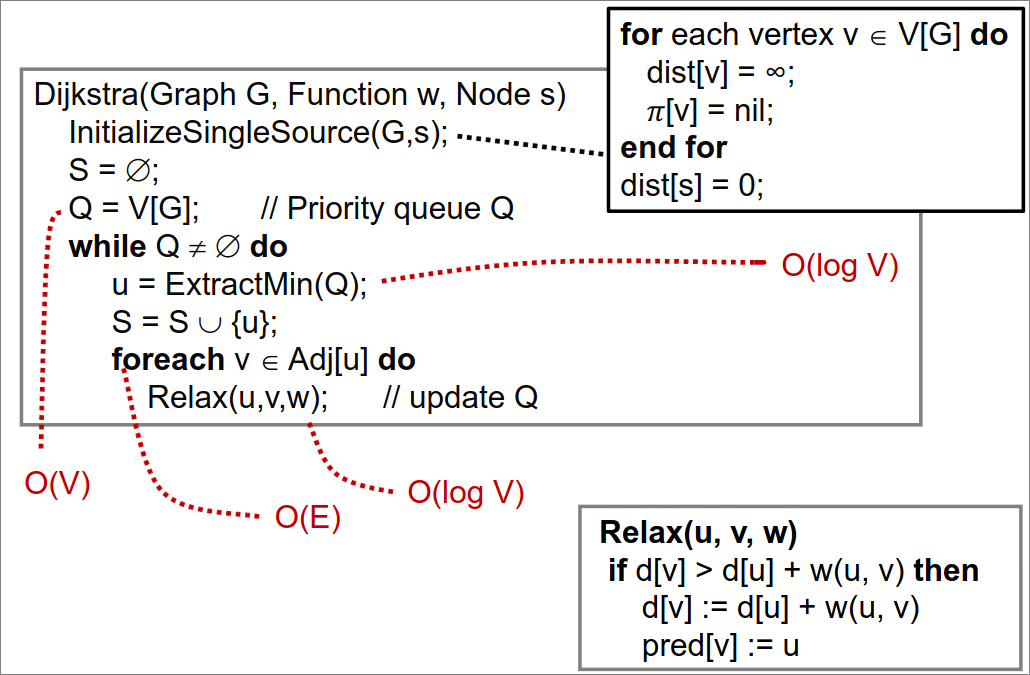 for each vertex v ∈ V[G] do
dist[v] = ∞;
π[v] = nil;
end for
dist[s] = 0;
Dijkstra(Graph G, Function w, Node s)
InitializeSingleSource(G,s);
S = ∅;
Q = V[G]; // Priority queue Q
while Q ≠ ∅ do
u = ExtractMin(Q);
S = S ∪ {u};
foreach v ∈ Adj[u] do
Relax(u,v,w); // update Q
O(log V)
O(V)
O(E)
O(log V)
Relax(u, v, w)
if d[v] > d[u] + w(u, v) then
d[v] := d[u] + w(u, v)
pred[v] := u